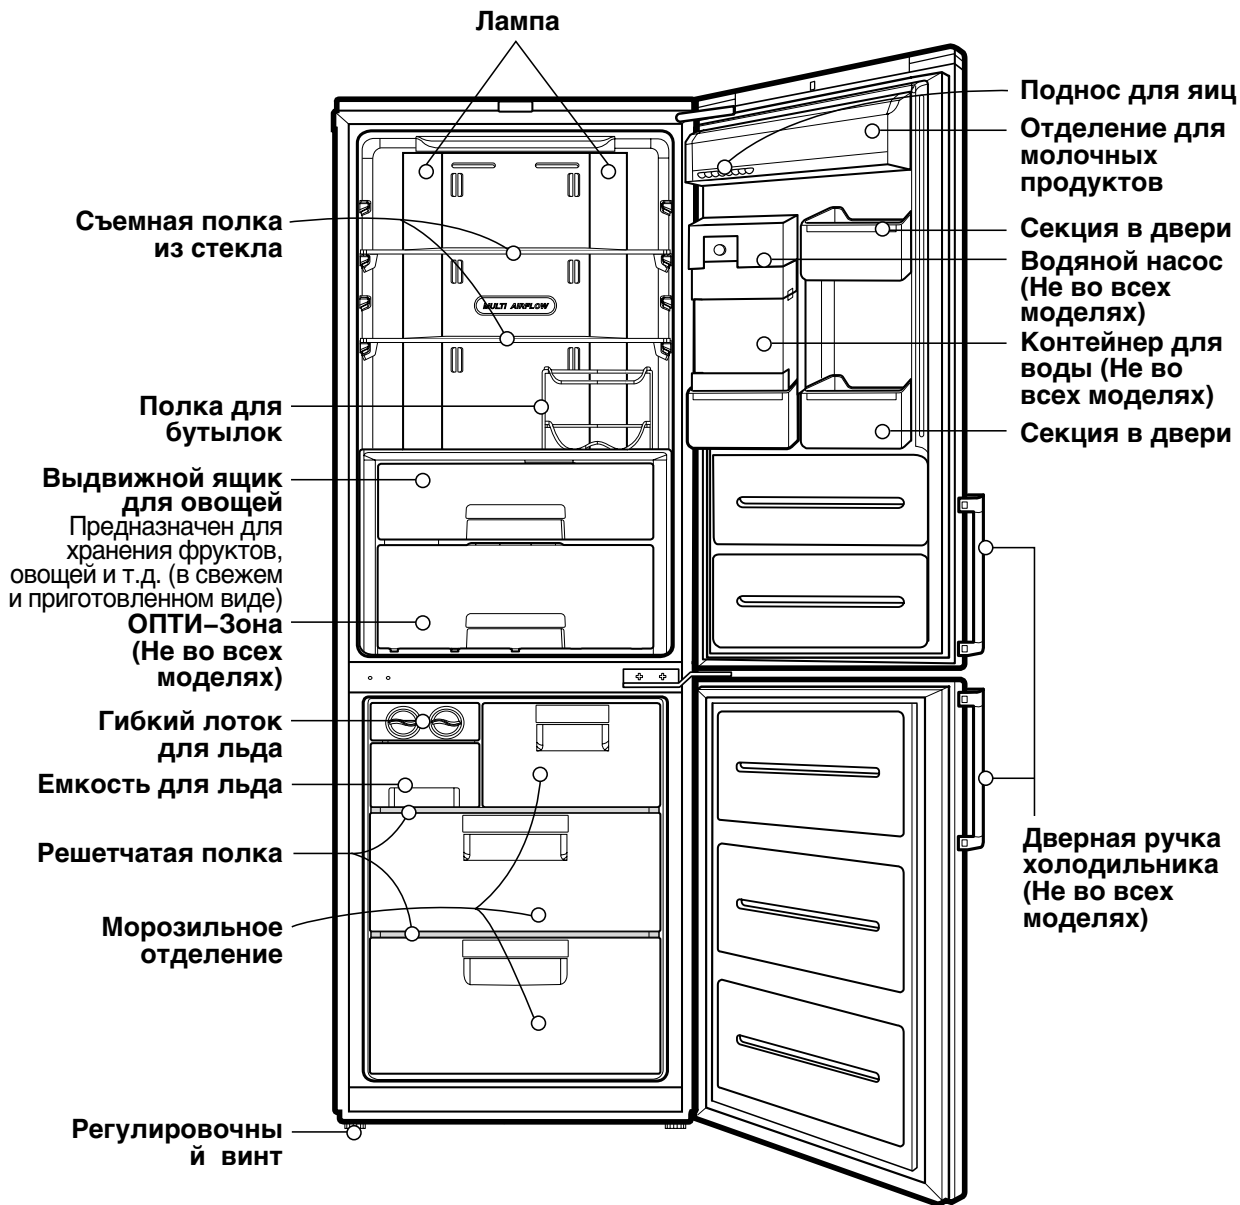 Лампа
Съемная полка
из стекла
MULTI AIRFLOW
Полка для
бутылок
Выдвижной ящик
для овощей
Предназначен для
хранения фруктов,
овощей и т.д. (в свежем
и приготовленном виде)
ОПТИ–Зона
(Не во всех
моделях)
Гибкий лоток
для льда
Емкость для льда
Решетчатая полка
Морозильное
отделение
Регулировочны
й винт
Поднос для яиц
Отделение для
молочных
продуктов
Секция в двери
Водяной насос
(Не во всех
моделях)
Контейнер для
воды (Не во
всех моделях)
Секция в двери
Дверная ручка
холодильника
(Не во всех
моделях)